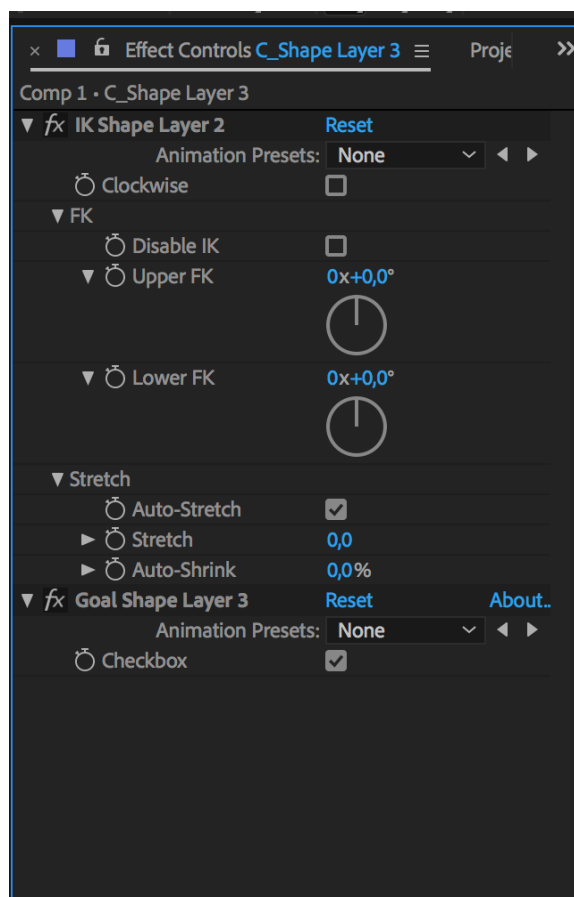 × Effect Controls C_Shape Layer 3 ≡ Proje »
Comp 1 • C_Shape Layer 3
fx IK Shape Layer 2 Reset
Animation Presets: None
Clockwise
FK
Disable IK
Upper FK 0x+0,0°
Lower FK 0x+0,0°
Stretch
Auto-Stretch
Stretch 0,0
Auto-Shrink 0,0%
fx Goal Shape Layer 3 Reset About..
Animation Presets: None
Checkbox